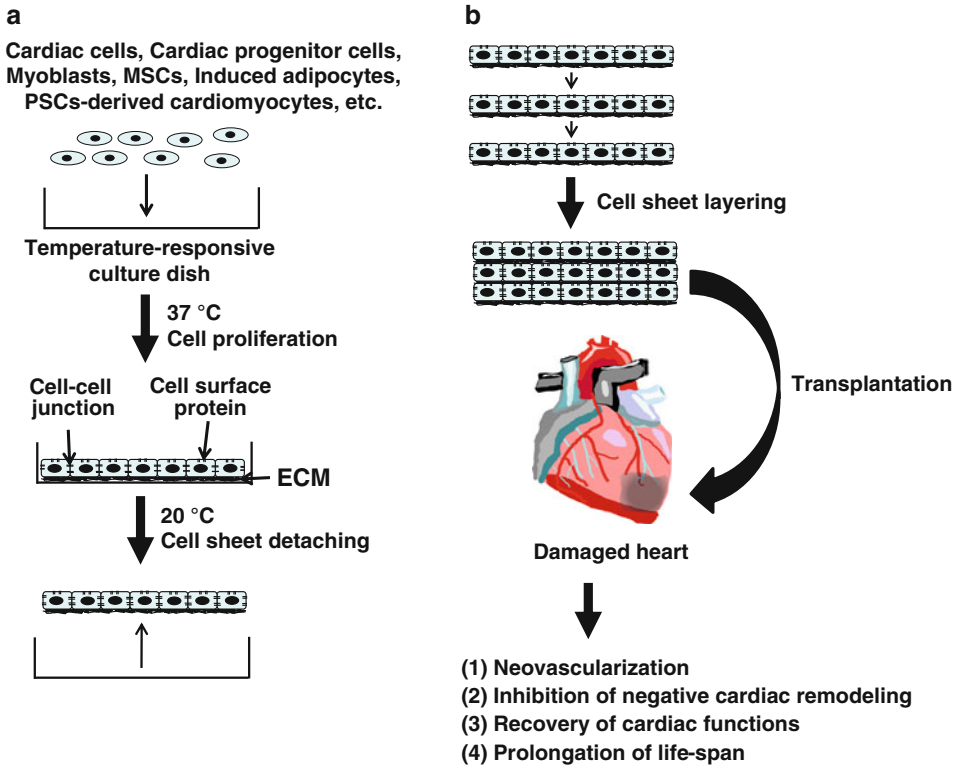 a
Cardiac cells, Cardiac progenitor cells,
Myoblasts, MSCs, Induced adipocytes,
PSCs-derived cardiomyocytes, etc.
Temperature-responsive
culture dish
37 °C
Cell proliferation
Cell-cell
junction
Cell surface
protein
ECM
20 °C
Cell sheet detaching
b
Cell sheet layering
Transplantation
Damaged heart
(1) Neovascularization
(2) Inhibition of negative cardiac remodeling
(3) Recovery of cardiac functions
(4) Prolongation of life-span